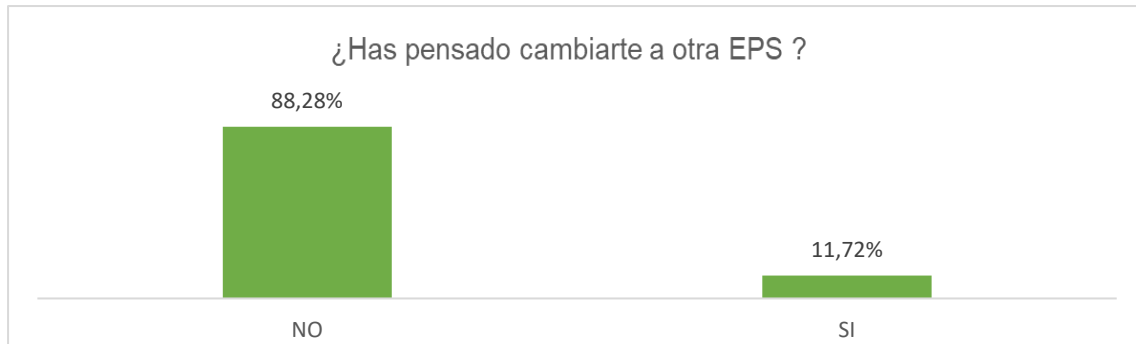 ¿Has pensado cambiarte a otra EPS ?
88,28%
11,72%
NO
SI